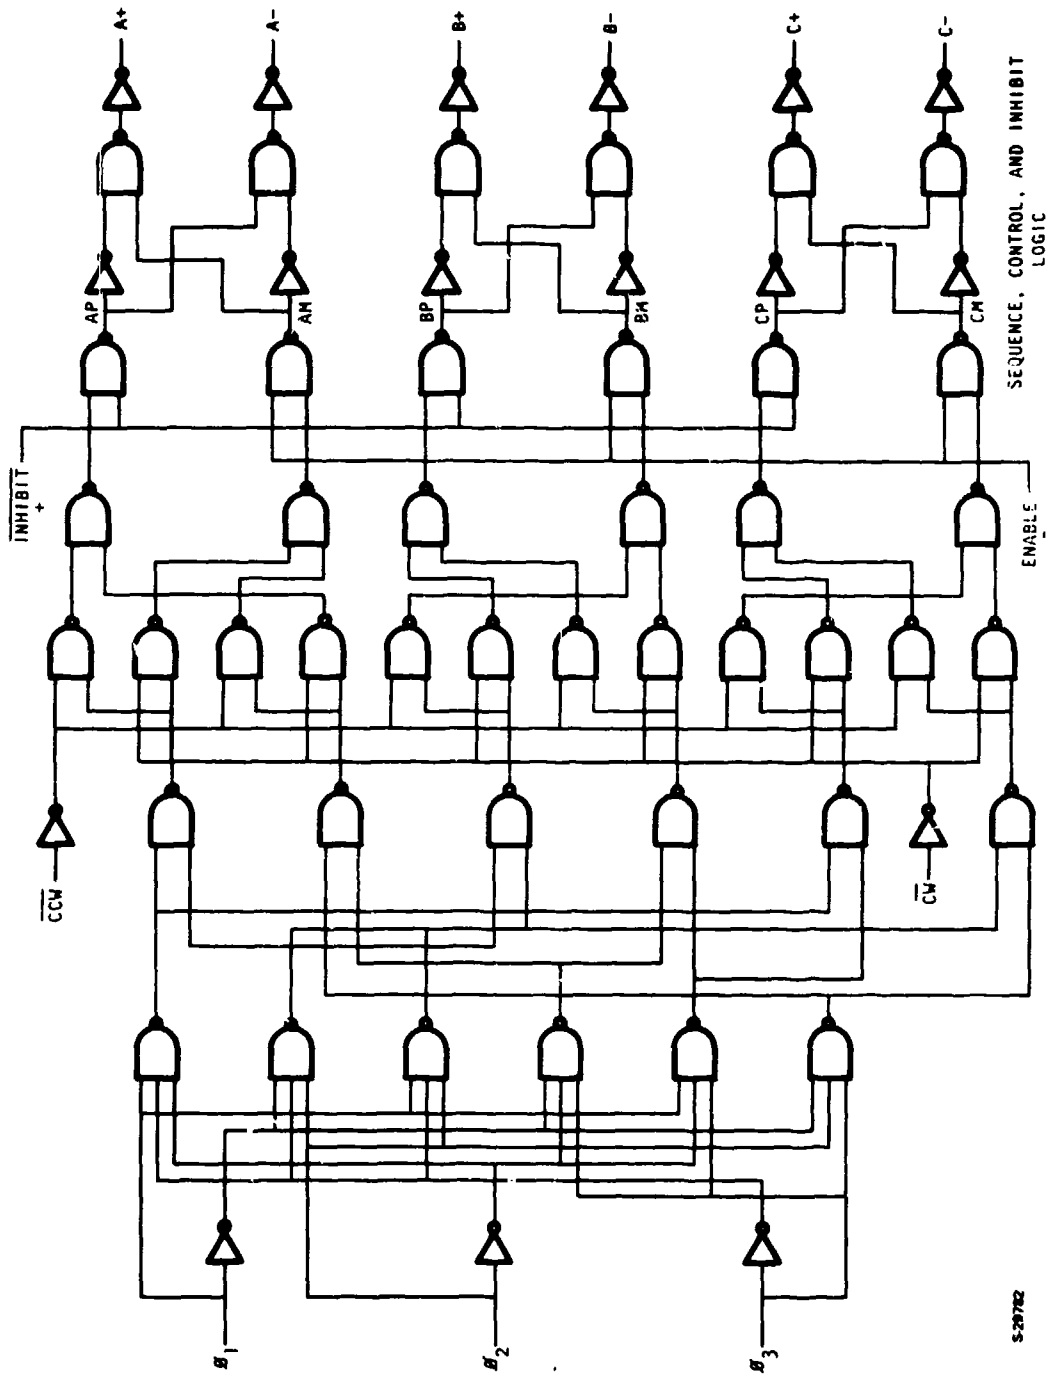 A+
A-
B+
B-
C+
C-
AP
AM
BP
BM
CP
CM
INHIBIT
+
ENABLE
-
CCW
CW
Ø1
Ø2
Ø3
SEQUENCE, CONTROL, AND INHIBIT
LOGIC
S-29782